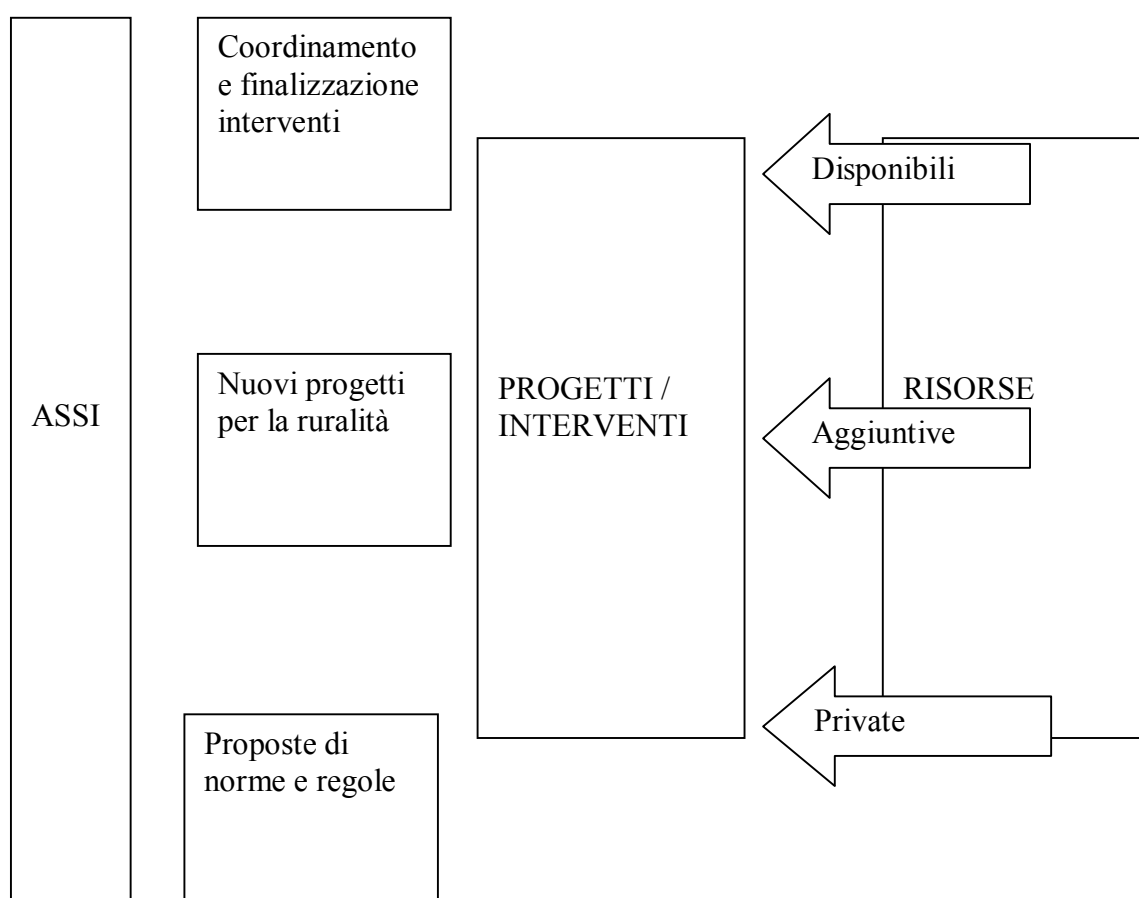 ASSI
Coordinamento
e finalizzazione
interventi
Nuovi progetti
per la ruralità
Proposte di
norme e regole
PROGETTI /
INTERVENTI
Disponibili
RISORSE
Aggiuntive
Private